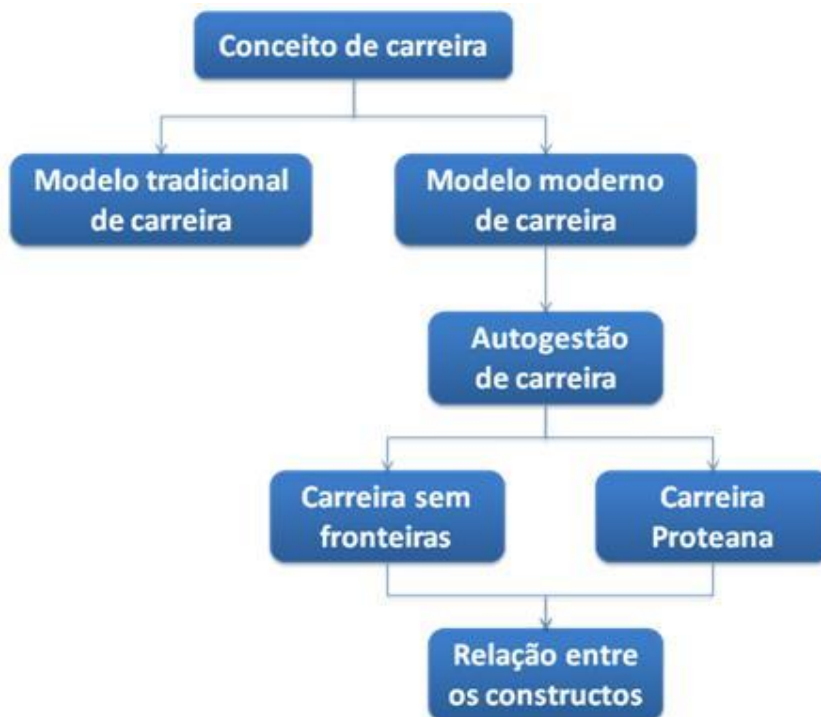 Conceito de carreira
Modelo tradicional
de carreira
Modelo moderno
de carreira
Autogestão
de carreira
Carreira sem
fronteiras
Carreira
Proteana
Relação entre
os constructos